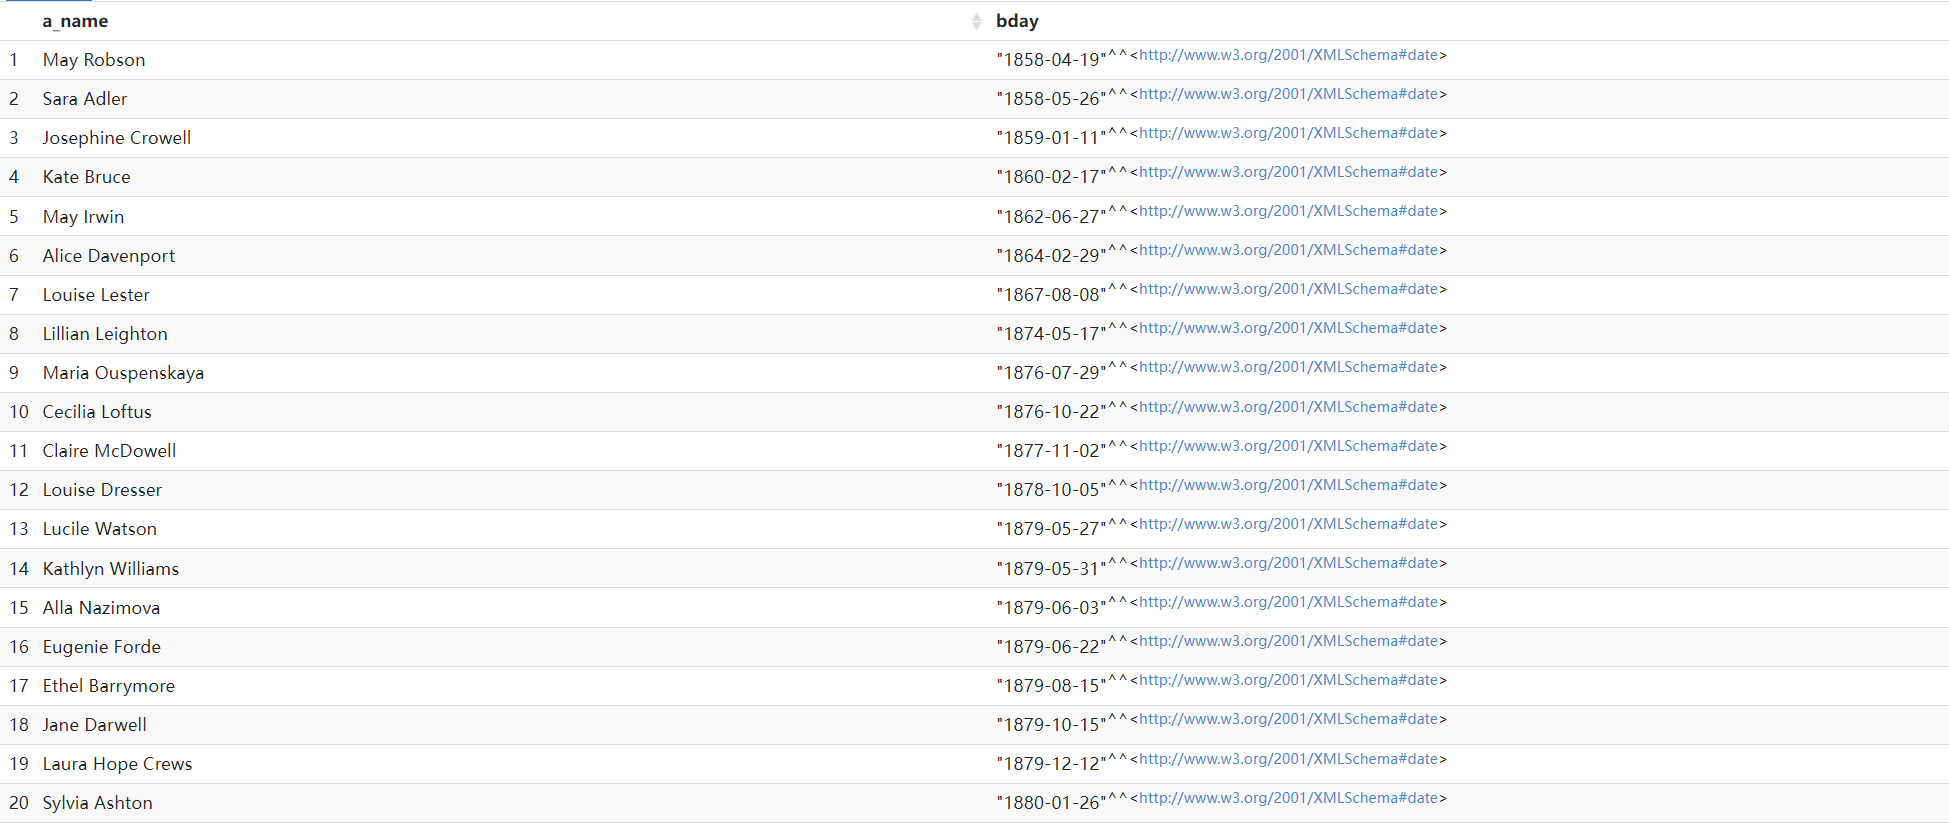 a_name bday
1 May Robson "1858-04-19"^^<http://www.w3.org/2001/XMLSchema#date>
2 Sara Adler "1858-05-26"^^<http://www.w3.org/2001/XMLSchema#date>
3 Josephine Crowell "1859-01-11"^^<http://www.w3.org/2001/XMLSchema#date>
4 Kate Bruce "1860-02-17"^^<http://www.w3.org/2001/XMLSchema#date>
5 May Irwin "1862-06-27"^^<http://www.w3.org/2001/XMLSchema#date>
6 Alice Davenport "1864-02-29"^^<http://www.w3.org/2001/XMLSchema#date>
7 Louise Lester "1867-08-08"^^<http://www.w3.org/2001/XMLSchema#date>
8 Lillian Leighton "1874-05-17"^^<http://www.w3.org/2001/XMLSchema#date>
9 Maria Ouspenskaya "1876-07-29"^^<http://www.w3.org/2001/XMLSchema#date>
10 Cecilia Loftus "1876-10-22"^^<http://www.w3.org/2001/XMLSchema#date>
11 Claire McDowell "1877-11-02"^^<http://www.w3.org/2001/XMLSchema#date>
12 Louise Dresser "1878-10-05"^^<http://www.w3.org/2001/XMLSchema#date>
13 Lucile Watson "1879-05-27"^^<http://www.w3.org/2001/XMLSchema#date>
14 Kathlyn Williams "1879-05-31"^^<http://www.w3.org/2001/XMLSchema#date>
15 Alla Nazimova "1879-06-03"^^<http://www.w3.org/2001/XMLSchema#date>
16 Eugenie Forde "1879-06-22"^^<http://www.w3.org/2001/XMLSchema#date>
17 Ethel Barrymore "1879-08-15"^^<http://www.w3.org/2001/XMLSchema#date>
18 Jane Darwell "1879-10-15"^^<http://www.w3.org/2001/XMLSchema#date>
19 Laura Hope Crews "1879-12-12"^^<http://www.w3.org/2001/XMLSchema#date>
20 Sylvia Ashton "1880-01-26"^^<http://www.w3.org/2001/XMLSchema#date>